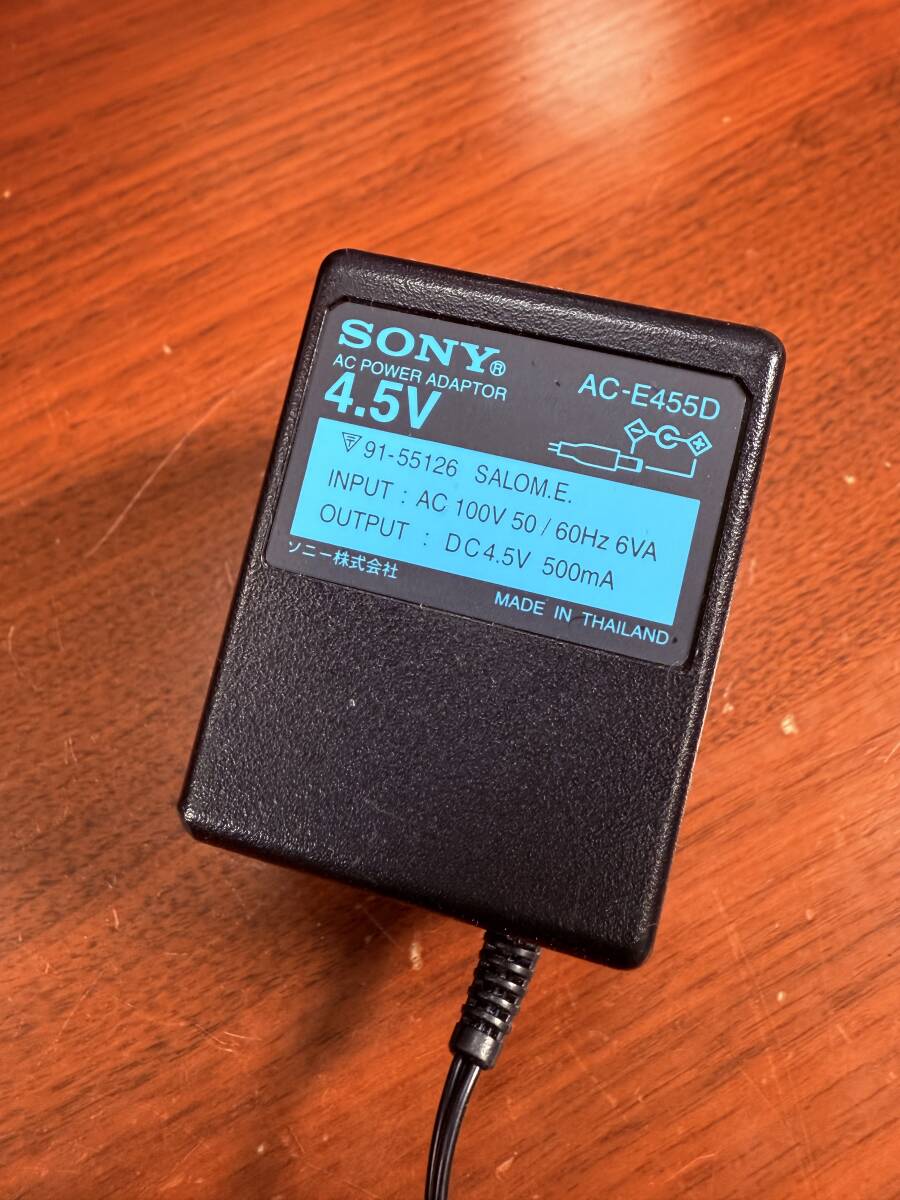 SONY®
AC POWER ADAPTOR
4.5V
AC-E455D
91-55126 SALOM.E.
INPUT : AC 100V 50 / 60Hz 6VA
OUTPUT : DC4.5V 500mA
ソニー株式会社
MADE IN THAILAND